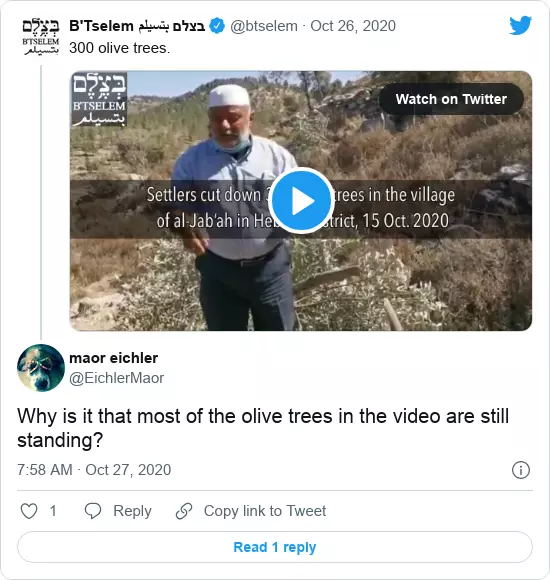 B'Tselem בצלם بتسيلم @btselem · Oct 26, 2020
300 olive trees.
בצלם
B'TSELEM
بتسيلم
בצלם
B'TSELEM
بتسيلم
Watch on Twitter
Settlers cut down 3 trees in the village
of al-Jab'ah in He trict, 15 Oct. 2020
maor eichler
@EichlerMaor
Why is it that most of the olive trees in the video are still
standing?
7:58 AM · Oct 27, 2020
1 Reply Copy link to Tweet
Read 1 reply